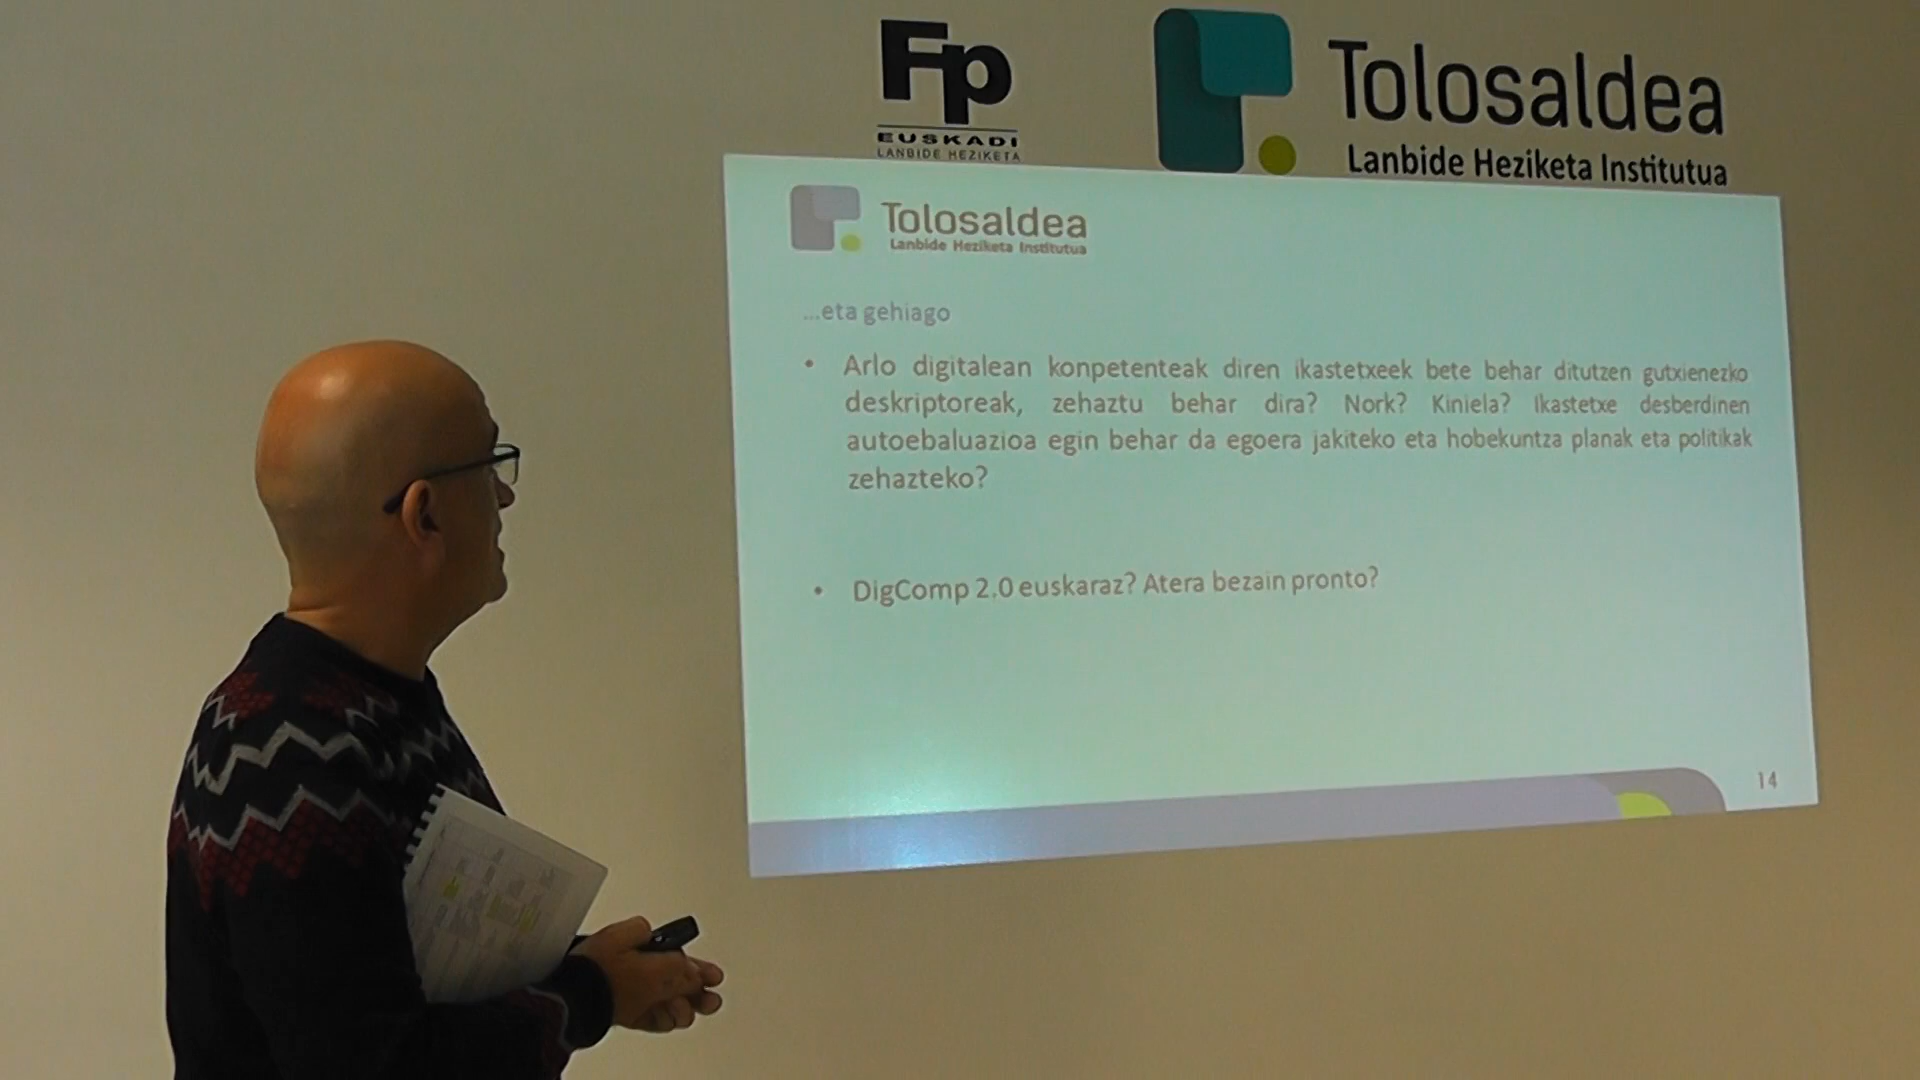 Fp
EUSKADI
LANBIDE HEZIKETA
Tolosaldea
Lanbide Heziketa Institutua
Tolosaldea
Lanbide Heziketa Institutua
...eta gehiago
• Arlo digitalean konpetenteak diren ikastetxeek bete behar ditutzen gutxienezko
deskriptoreak, zehaztu behar dira? Nork? Kiniela? Ikastetxe desberdinen
autoebaluazioa egin behar da egoera jakiteko eta hobekuntza planak eta politikak
zehazteko?
• DigComp 2.0 euskaraz? Atera bezain pronto?
14